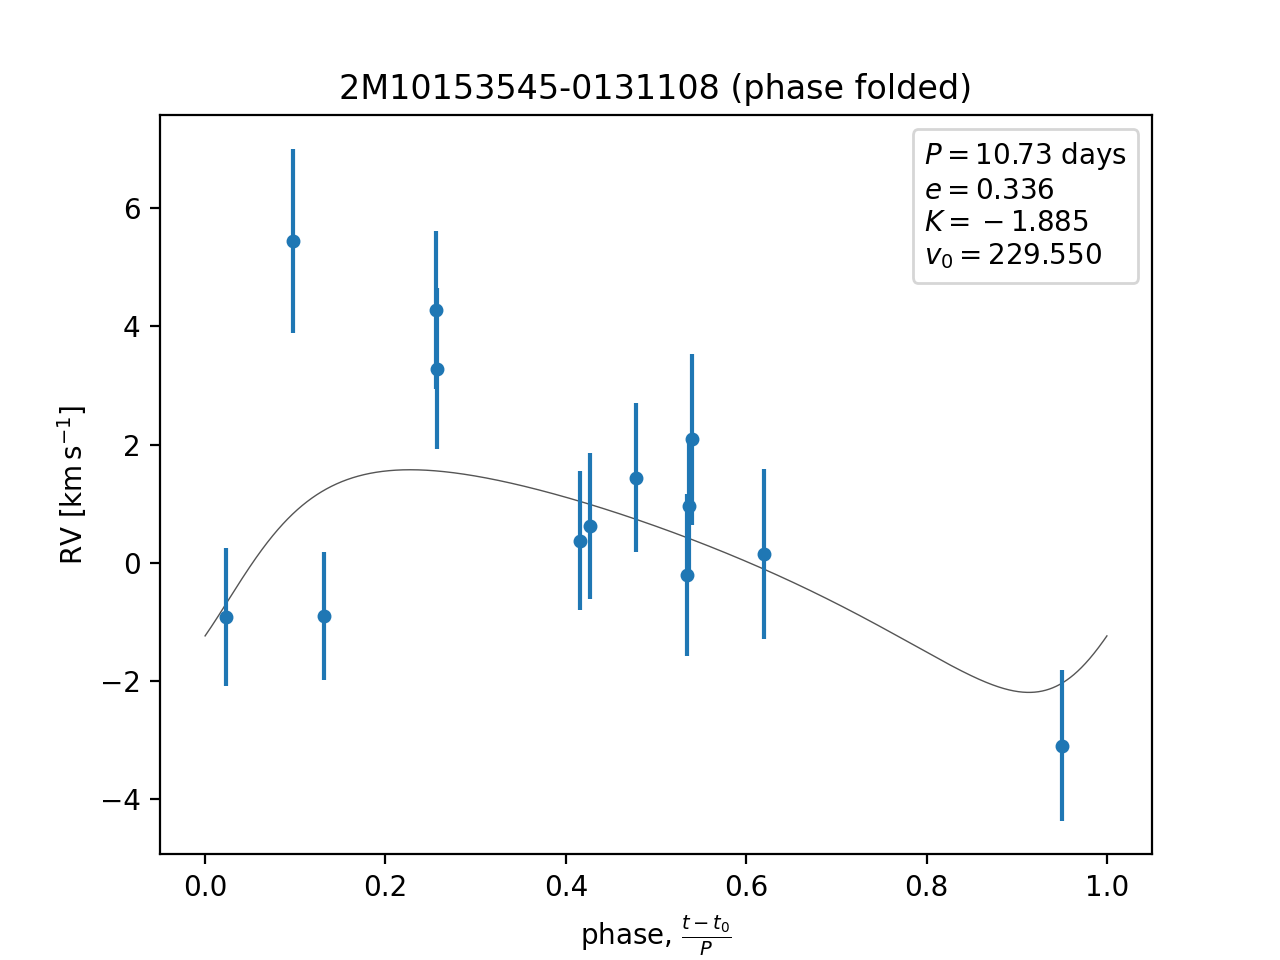 2M10153545-0131108 (phase folded)
P = 10.73 days
e = 0.336
K = −1.885
v₀ = 229.550
RV [km s⁻¹]
6
4
2
0
−2
−4
0.0 0.2 0.4 0.6 0.8 1.0
phase, (t − t₀)/P